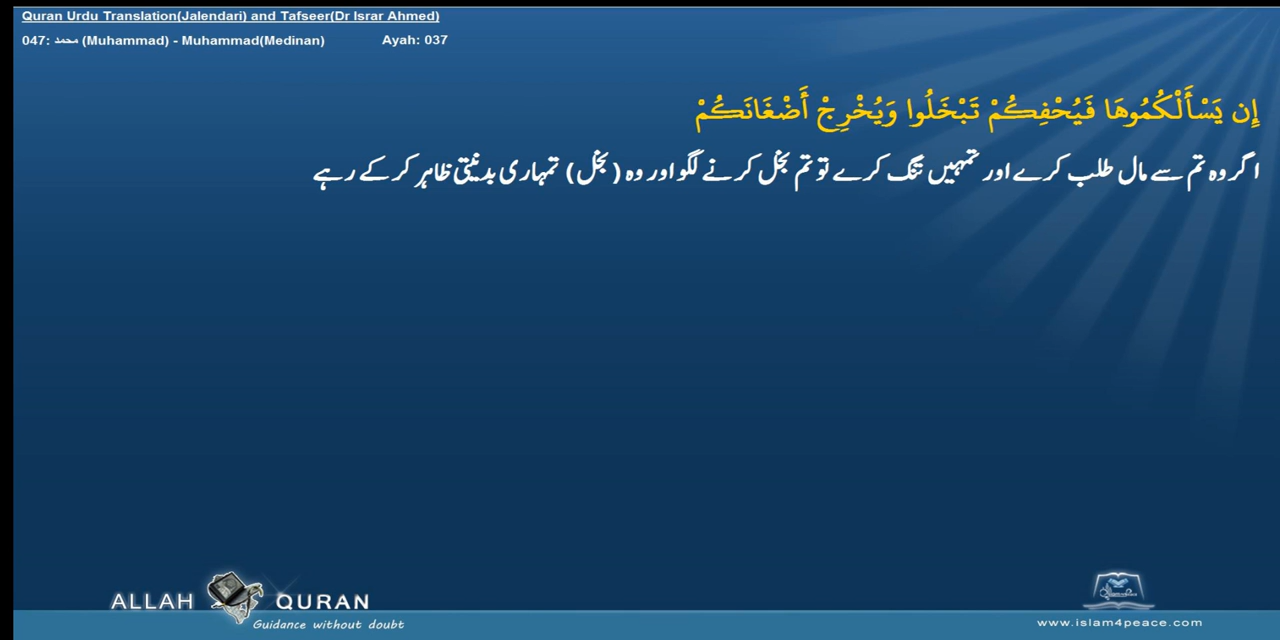 Quran Urdu Translation(Jalendari) and Tafseer(Dr Israr Ahmed)
047: محمد (Muhammad) - Muhammad(Medinan) Ayah: 037
إِن يَسْأَلْكُمُوهَا فَيُحْفِكُمْ تَبْخَلُوا وَيُخْرِجْ أَضْغَانَكُمْ
اگر وہ تم سے مال طلب کرے اور تمہیں تنگ کرے تو تم بخل کرنے لگو اور وہ (بخل) تمہاری بدنیتی ظاہر کر کے رہے
ALLAH QURAN
Guidance without doubt
www.islam4peace.com